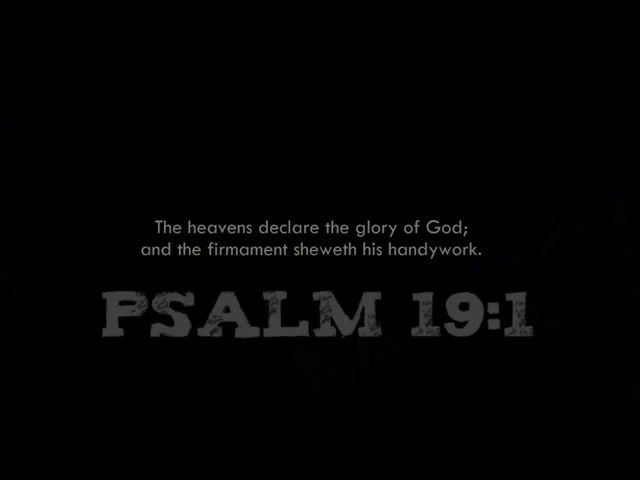 The heavens declare the glory of God;
and the firmament sheweth his handywork.
PSALM 19:1